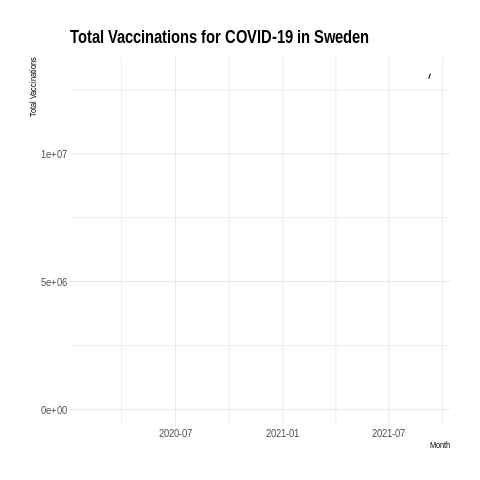 Total Vaccinations for COVID-19 in Sweden
Total Vaccinations
1e+07
5e+06
0e+00
2020-07
2021-01
2021-07
Month